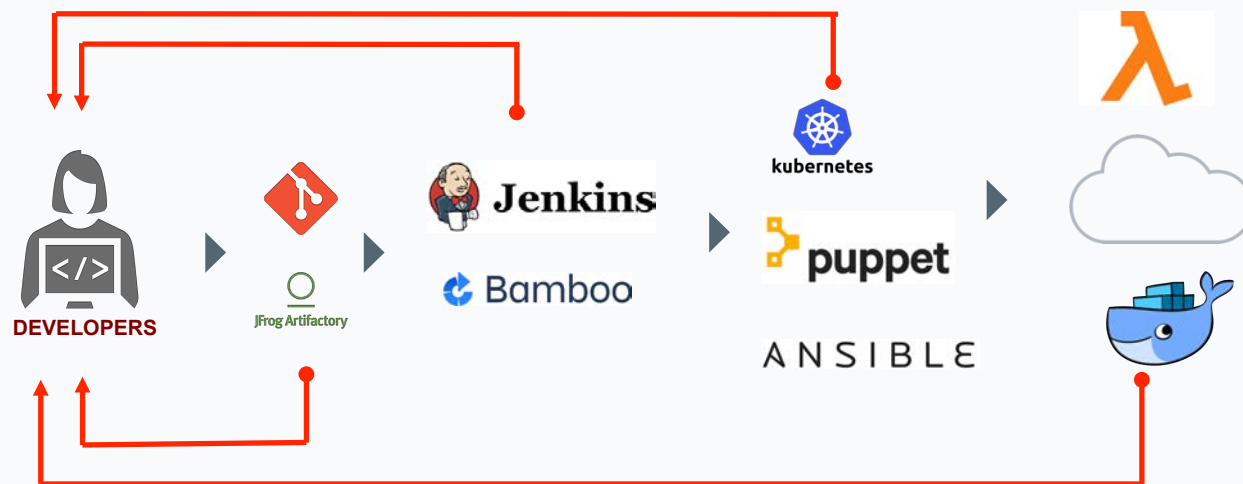 </>
DEVELOPERS
JFrog Artifactory
Jenkins
Bamboo
kubernetes
puppet
ANSIBLE
λ